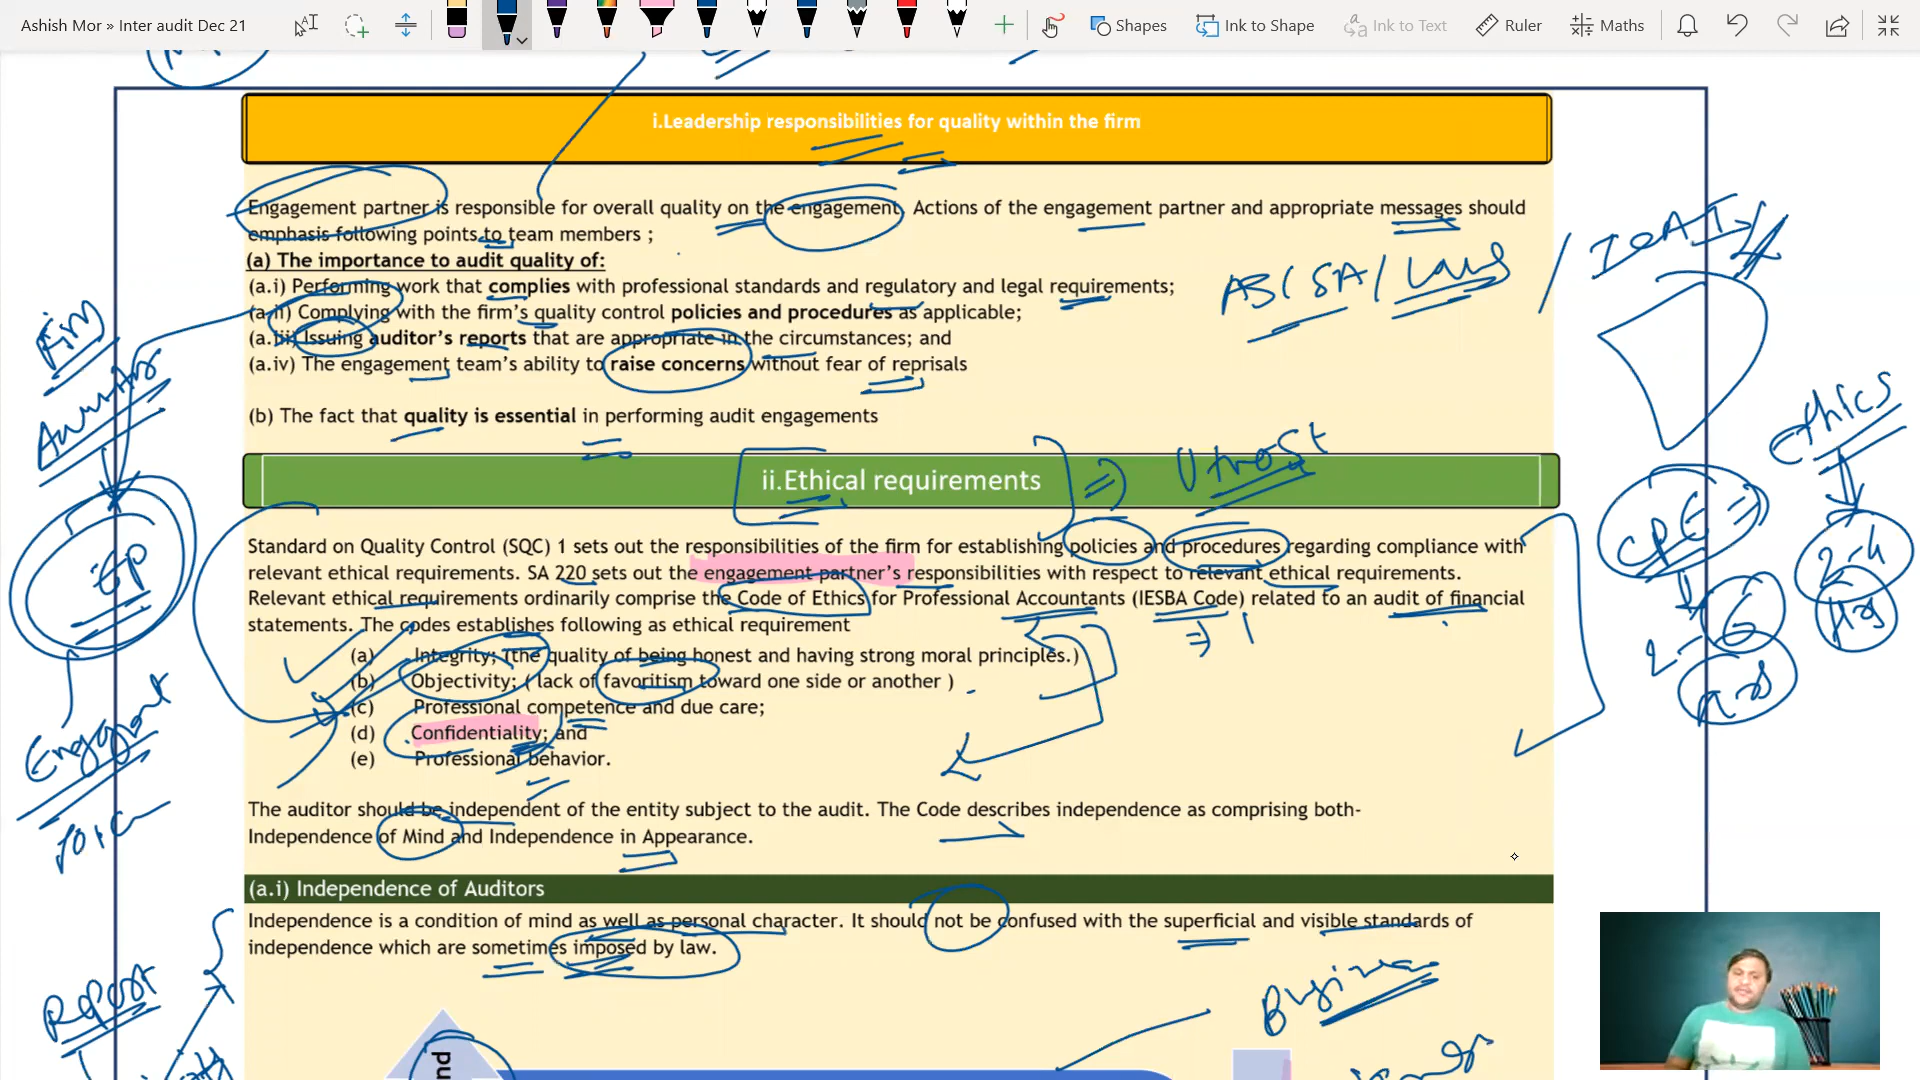 Ashish Mor » Inter audit Dec 21
Shapes
Ink to Shape
Ink to Text
Ruler
Maths
i.Leadership responsibilities for quality within the firm
Engagement partner is responsible for overall quality on the engagement. Actions of the engagement partner and appropriate messages should
emphasis following points to team members ;
(a) The importance to audit quality of:
(a.i) Performing work that complies with professional standards and regulatory and legal requirements;
(a.ii) Complying with the firm's quality control policies and procedures as applicable;
(a.iii) Issuing auditor's reports that are appropriate in the circumstances; and
(a.iv) The engagement team's ability to raise concerns without fear of reprisals
AS/ SA / Laws /
Firm
Auditor
EP
(b) The fact that quality is essential in performing audit engagements
Ethics
ii.Ethical requirements
⇒ Utmost
CPE ⇒
Standard on Quality Control (SQC) 1 sets out the responsibilities of the firm for establishing policies and procedures regarding compliance with
relevant ethical requirements. SA 220 sets out the engagement partner's responsibilities with respect to relevant ethical requirements.
Relevant ethical requirements ordinarily comprise the Code of Ethics for Professional Accountants (IESBA Code) related to an audit of financial
statements. The codes establishes following as ethical requirement
(a) Integrity; (the quality of being honest and having strong moral principles.)
(b) Objectivity; ( lack of favoritism toward one side or another )
(c) Professional competence and due care;
(d) Confidentiality; and
(e) Professional behavior.
The auditor should be independent of the entity subject to the audit. The Code describes independence as comprising both-
Independence of Mind and Independence in Appearance.
(a.i) Independence of Auditors
Independence is a condition of mind as well as personal character. It should not be confused with the superficial and visible standards of
independence which are sometimes imposed by law.
Report
Business
nd